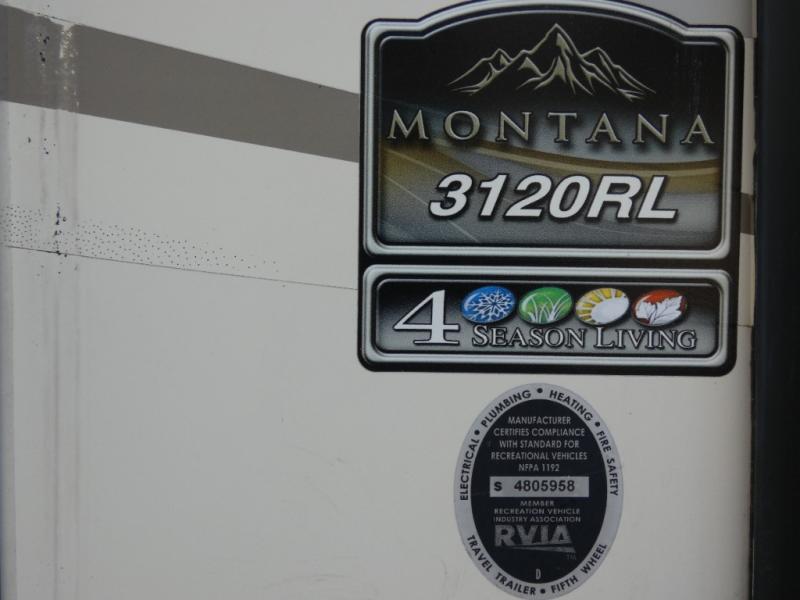 MONTANA
3120RL
4 SEASON LIVING
ELECTRICAL • PLUMBING • HEATING • FIRE SAFETY
MANUFACTURER
CERTIFIES COMPLIANCE
WITH STANDARD FOR
RECREATIONAL VEHICLES
NFPA 1192
S 4805958
MEMBER
RECREATION VEHICLE
INDUSTRY ASSOCIATION
RVIA
TM
D
TRAVEL TRAILER • FIFTH WHEEL